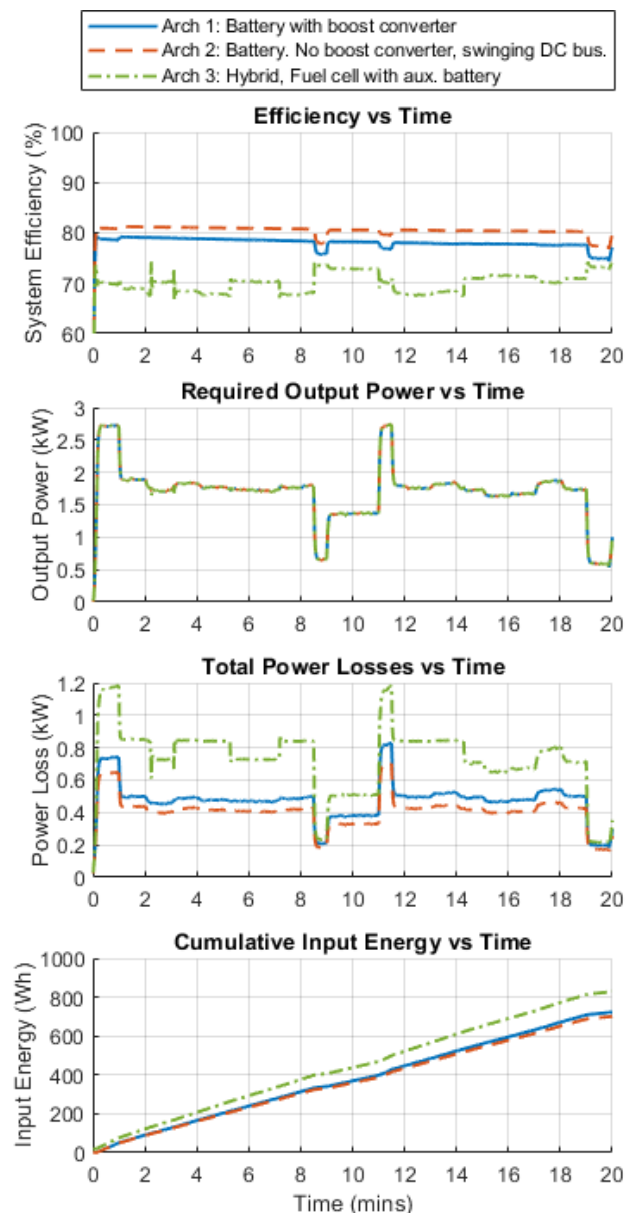 Arch 1: Battery with boost converter
Arch 2: Battery. No boost converter, swinging DC bus.
Arch 3: Hybrid, Fuel cell with aux. battery
Efficiency vs Time
System Efficiency (%)
100
90
80
70
60
0 2 4 6 8 10 12 14 16 18 20
Required Output Power vs Time
Output Power (kW)
3
2.5
2
1.5
1
0.5
0
0 2 4 6 8 10 12 14 16 18 20
Total Power Losses vs Time
Power Loss (kW)
1.2
1
0.8
0.6
0.4
0.2
0
0 2 4 6 8 10 12 14 16 18 20
Cumulative Input Energy vs Time
Input Energy (Wh)
1000
800
600
400
200
0
0 2 4 6 8 10 12 14 16 18 20
Time (mins)